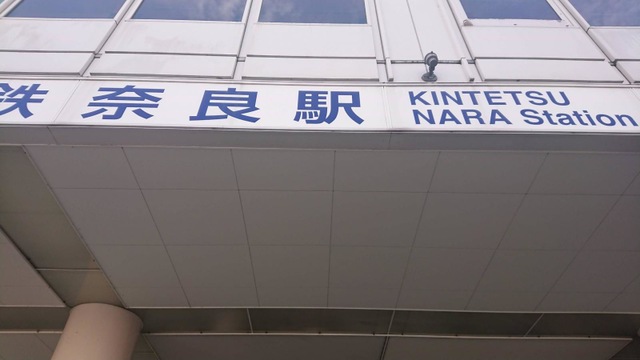 鉄奈良駅
KINTETSU
NARA Station